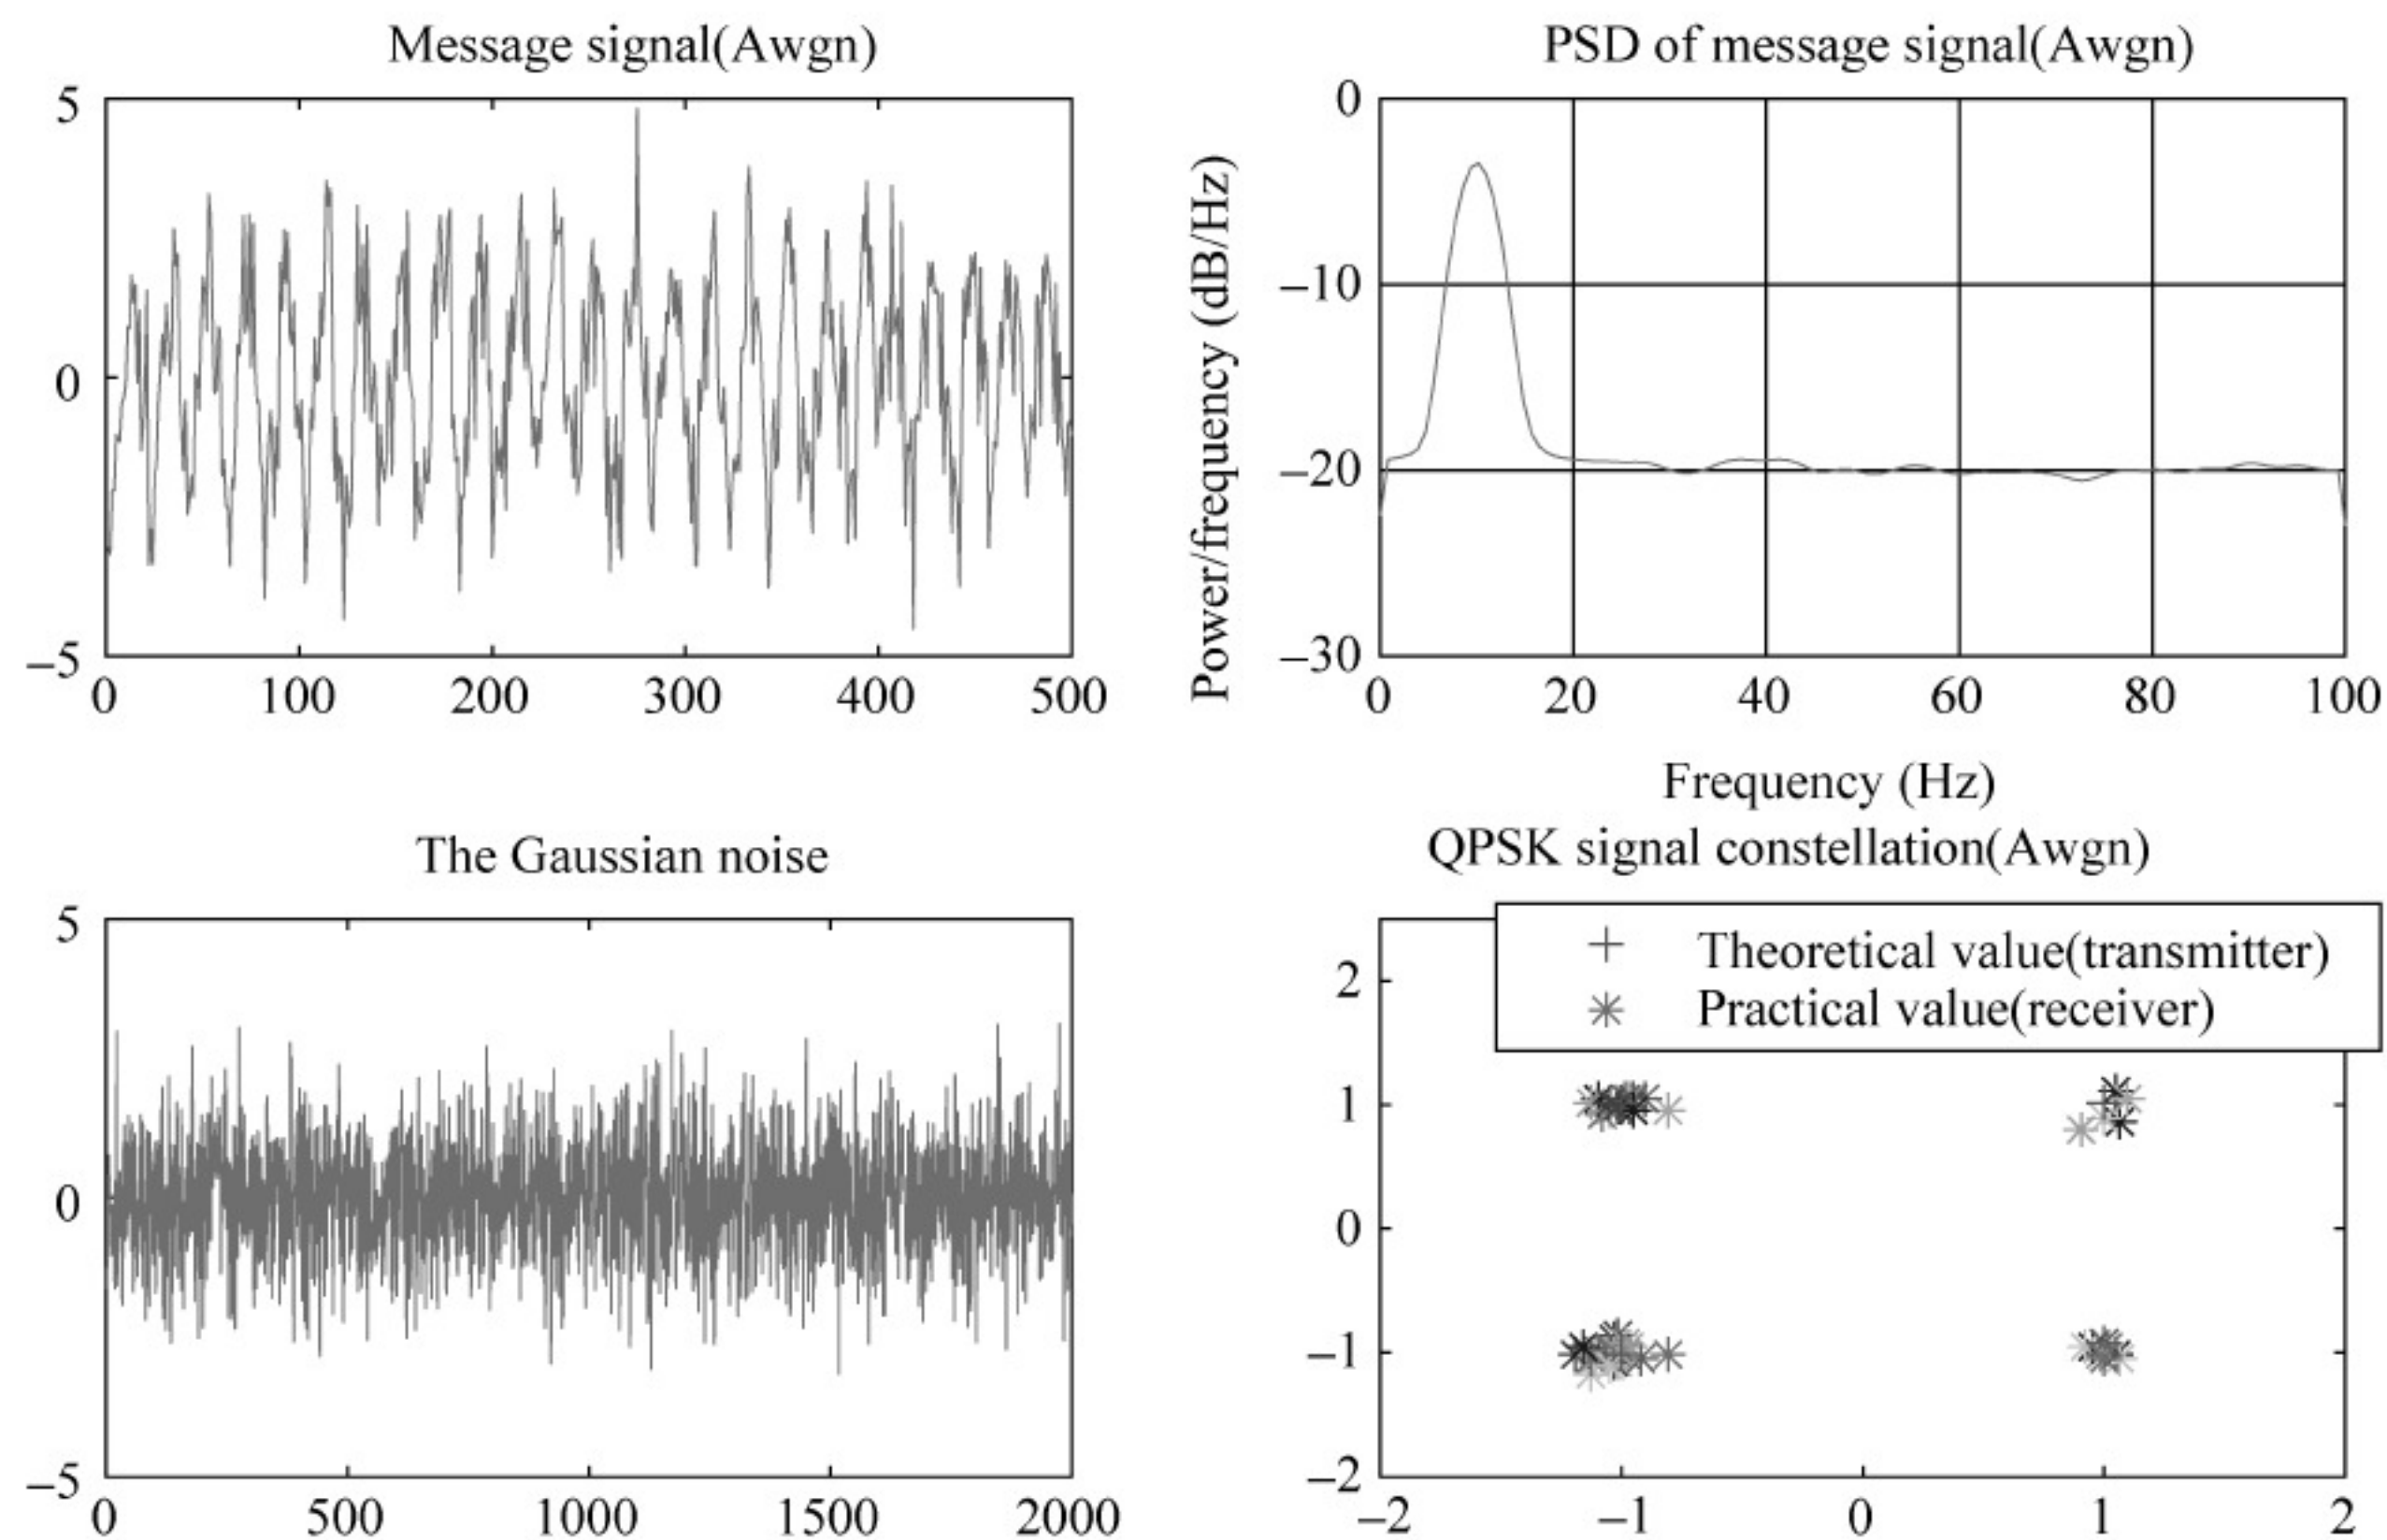 Message signal(Awgn)
5
0
−5
0 100 200 300 400 500
PSD of message signal(Awgn)
Power/frequency (dB/Hz)
0
−10
−20
−30
0 20 40 60 80 100
Frequency (Hz)
The Gaussian noise
5
0
−5
0 500 1000 1500 2000
QPSK signal constellation(Awgn)
Theoretical value(transmitter)
Practical value(receiver)
2
1
0
−1
−2
−2 −1 0 1 2